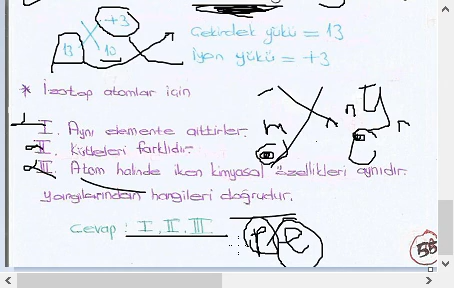 +3
Çekirdek yükü = 13
13 10
İyon yükü = +3
* İzotop atomlar için
I. Aynı elemente aittirler.
II. Kütleleri farklıdır.
III. Atom halinde iken kimyasal özellikleri aynıdır.
yargılarından hangileri doğrudur.
Cevap : I, II, III
P e